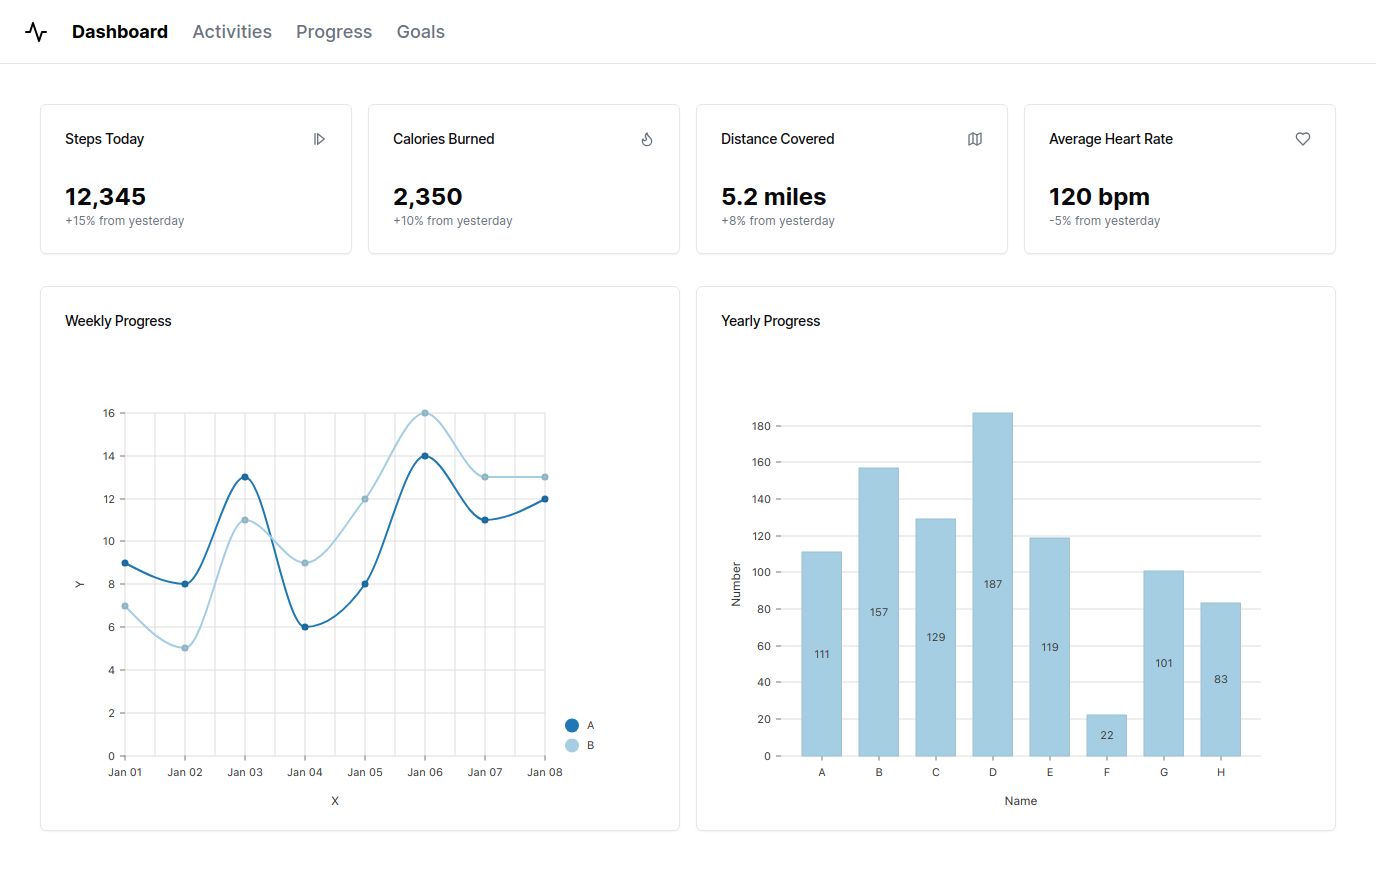 Dashboard Activities Progress Goals
Steps Today
12,345
+15% from yesterday
Calories Burned
2,350
+10% from yesterday
Distance Covered
5.2 miles
+8% from yesterday
Average Heart Rate
120 bpm
-5% from yesterday
Weekly Progress
16
14
12
10
8
6
4
2
0
Y
Jan 01 Jan 02 Jan 03 Jan 04 Jan 05 Jan 06 Jan 07 Jan 08
X
A
B
Yearly Progress
180
160
140
120
100
80
60
40
20
0
Number
111 157 129 187 119 22 101 83
A B C D E F G H
Name